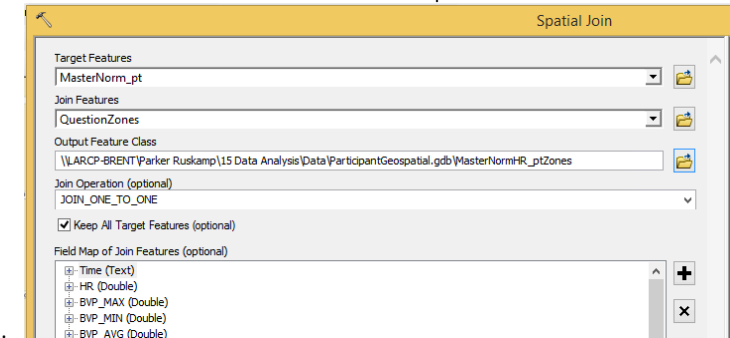 Spatial Join
Target Features
MasterNorm_pt
Join Features
QuestionZones
Output Feature Class
\\LARCP-BRENT\Parker Ruskamp\15 Data Analysis\Data\ParticipantGeospatial.gdb\MasterNormHR_ptZones
Join Operation (optional)
JOIN_ONE_TO_ONE
Keep All Target Features (optional)
Field Map of Join Features (optional)
Time (Text)
HR (Double)
BVP_MAX (Double)
BVP_MIN (Double)
BVP_AVG (Double)